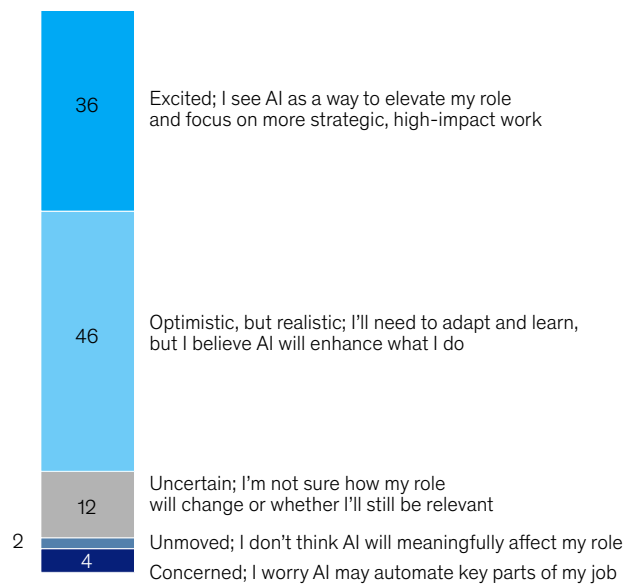 36
Excited; I see AI as a way to elevate my role
and focus on more strategic, high-impact work
46
Optimistic, but realistic; I'll need to adapt and learn,
but I believe AI will enhance what I do
12
Uncertain; I'm not sure how my role
will change or whether I'll still be relevant
2
Unmoved; I don't think AI will meaningfully affect my role
4
Concerned; I worry AI may automate key parts of my job